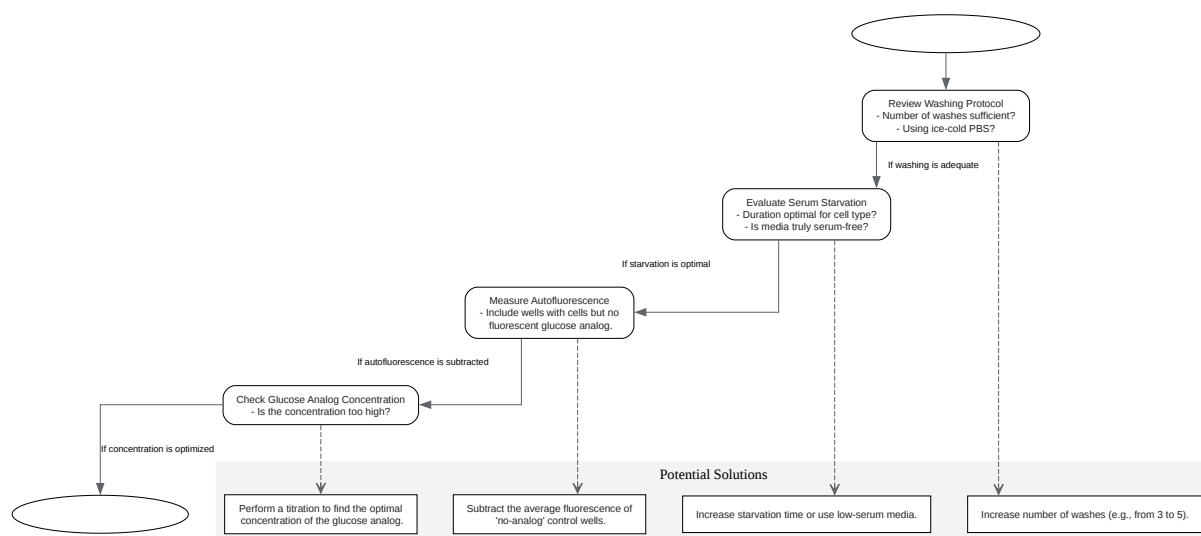 Review Washing Protocol
- Number of washes sufficient?
- Using ice-cold PBS?
If washing is adequate
Evaluate Serum Starvation
- Duration optimal for cell type?
- Is media truly serum-free?
If starvation is optimal
Measure Autofluorescence
- Include wells with cells but no
fluorescent glucose analog.
If autofluorescence is subtracted
Check Glucose Analog Concentration
- Is the concentration too high?
If concentration is optimized
Potential Solutions
Perform a titration to find the optimal
concentration of the glucose analog.
Subtract the average fluorescence of
'no-analog' control wells.
Increase starvation time or use low-serum media.
Increase number of washes (e.g., from 3 to 5).